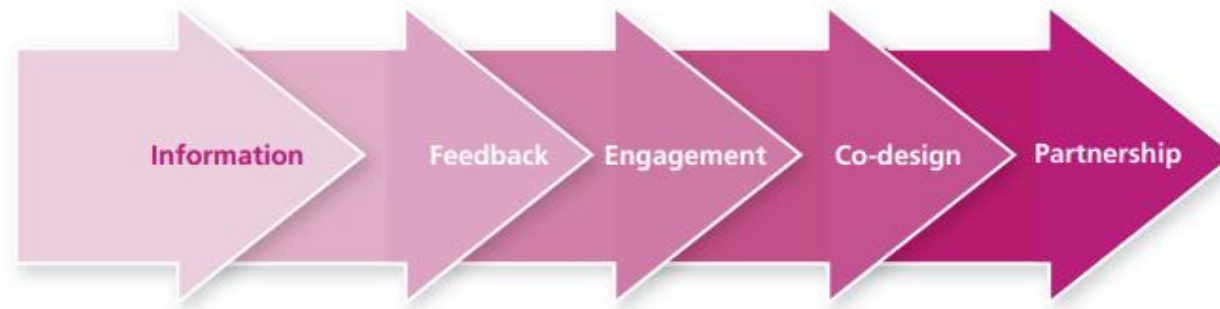 Information
Feedback
Engagement
Co-design
Partnership